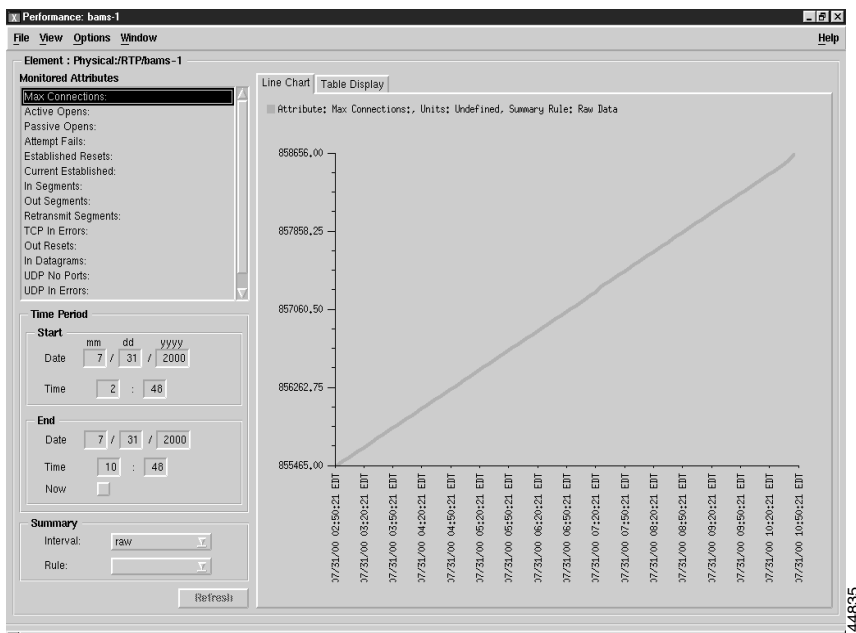 Performance: bams-1
File View Options Window Help
Element : Physical:/RTP/bams-1
Monitored Attributes
Max Connections:
Active Opens:
Passive Opens:
Attempt Fails:
Established Resets:
Current Established:
In Segments:
Out Segments:
Retransmit Segments:
TCP In Errors:
Out Resets:
In Datagrams:
UDP No Ports:
UDP In Errors:
Time Period
Start
mm dd yyyy
Date 7 / 31 / 2000
Time 2 : 48
End
Date 7 / 31 / 2000
Time 10 : 48
Now
Summary
Interval: raw
Rule:
Refresh
Line Chart Table Display
Attribute: Max Connections:, Units: Undefined, Summary Rule: Raw Data
858656.00
857858.25
857060.50
856262.75
855465.00
07/31/00 02:50:21 EDT
07/31/00 03:20:21 EDT
07/31/00 03:50:21 EDT
07/31/00 04:20:21 EDT
07/31/00 04:50:21 EDT
07/31/00 05:20:21 EDT
07/31/00 05:50:21 EDT
07/31/00 06:20:21 EDT
07/31/00 06:50:21 EDT
07/31/00 07:20:21 EDT
07/31/00 07:50:21 EDT
07/31/00 08:20:21 EDT
07/31/00 08:50:21 EDT
07/31/00 09:20:21 EDT
07/31/00 09:50:21 EDT
07/31/00 10:20:21 EDT
07/31/00 10:50:21 EDT
44835